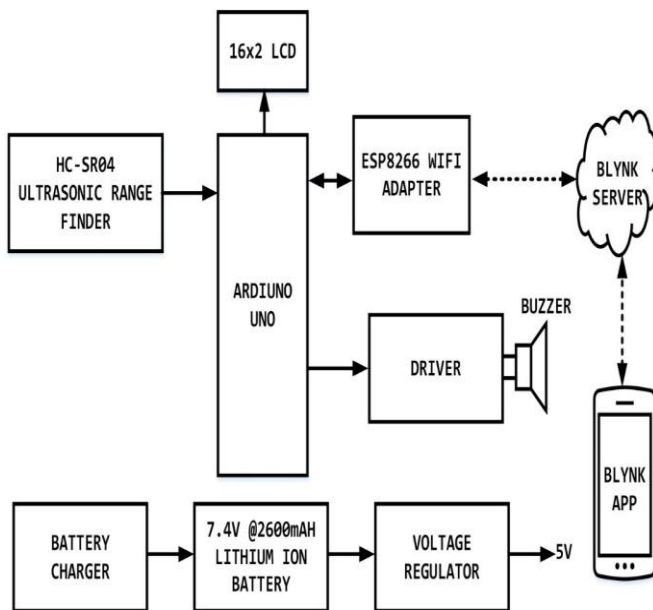 16x2 LCD
HC-SR04
ULTRASONIC RANGE
FINDER
ESP8266 WIFI
ADAPTER
BLYNK
SERVER
ARDIUNO
UNO
BUZZER
DRIVER
BLYNK
APP
BATTERY
CHARGER
7.4V @2600mAH
LITHIUM ION
BATTERY
VOLTAGE
REGULATOR
5V